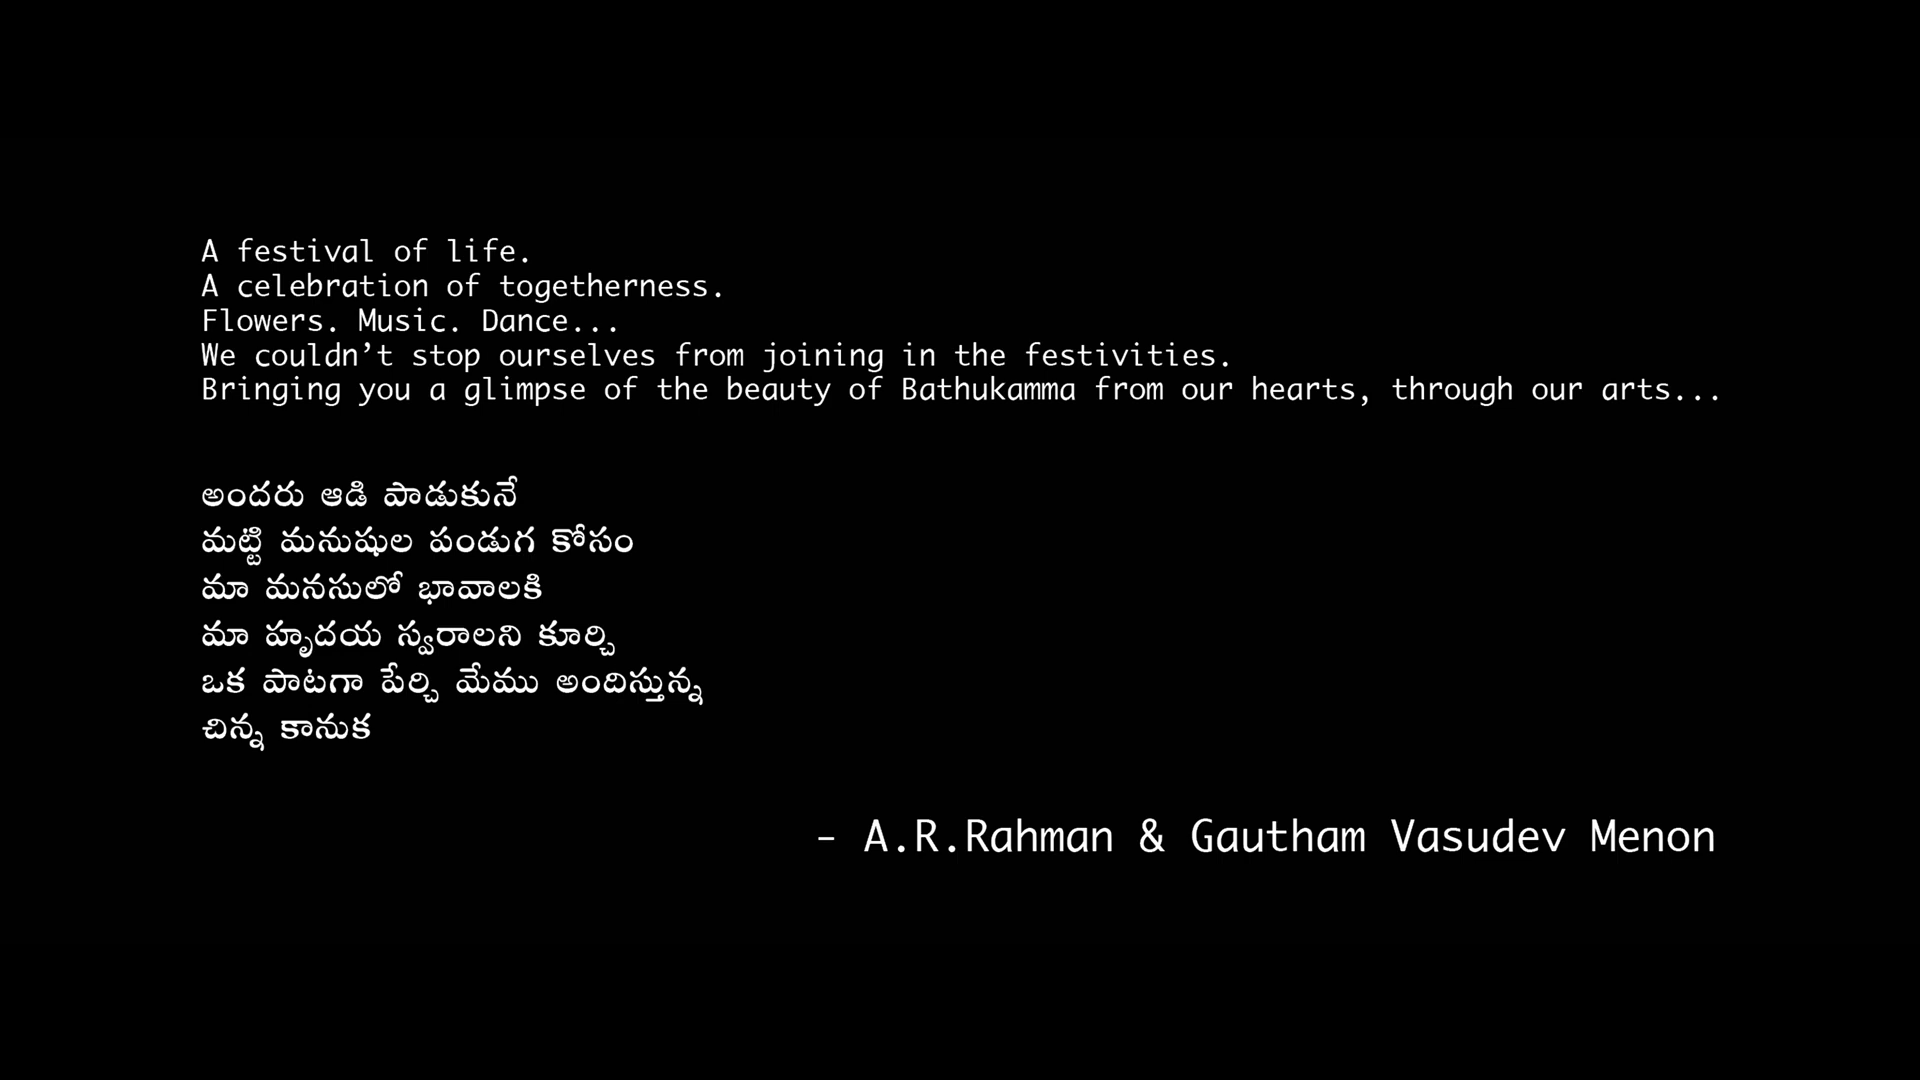 A festival of life.
A celebration of togetherness.
Flowers. Music. Dance...
We couldn’t stop ourselves from joining in the festivities.
Bringing you a glimpse of the beauty of Bathukamma from our hearts, through our arts...
అందరు ఆడి పాడుకునే
మట్టి మనుషుల పండుగ కోసం
మా మనసులో భావాలకి
మా హృదయ స్వరాలని కూర్చి
ఒక పాటగా పేర్చి మేము అందిస్తున్న
చిన్న కానుక
- A.R.Rahman & Gautham Vasudev Menon